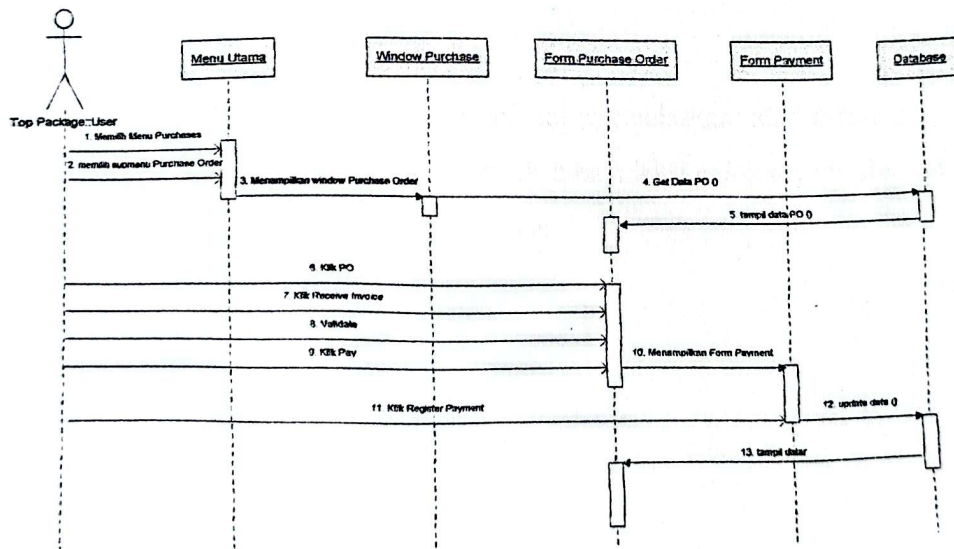 Menu Utama
Window Purchase
Form Purchase Order
Form Payment
Database
Top Package::User
1. Memilih Menu Purchases
2. memilih submenu Purchase Order
3. Menampilkan window Purchase Order
4. Get Data PO ()
5. tampil data PO ()
6. Klik PO
7. Klik Receive Invoice
8. Validate
9. Klik Pay
10. Menampilkan Form Payment
11. Klik Register Payment
12. update data ()
13. tampil datar